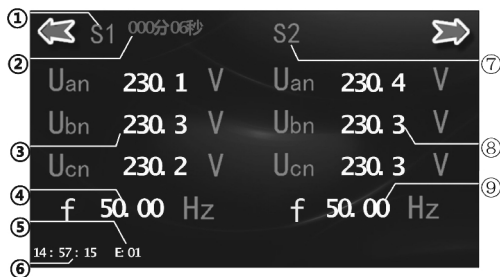 ① S1 000分06秒 S2 ⑦
②
Uan 230.1 V Uan 230.4 V
Ubn 230.3 V Ubn 230.3 V
③ ⑧
Ucn 230.2 V Ucn 230.3 V
④ ⑨
f 50.00 Hz f 50.00 Hz
⑤
14:57:15 E:01
⑥